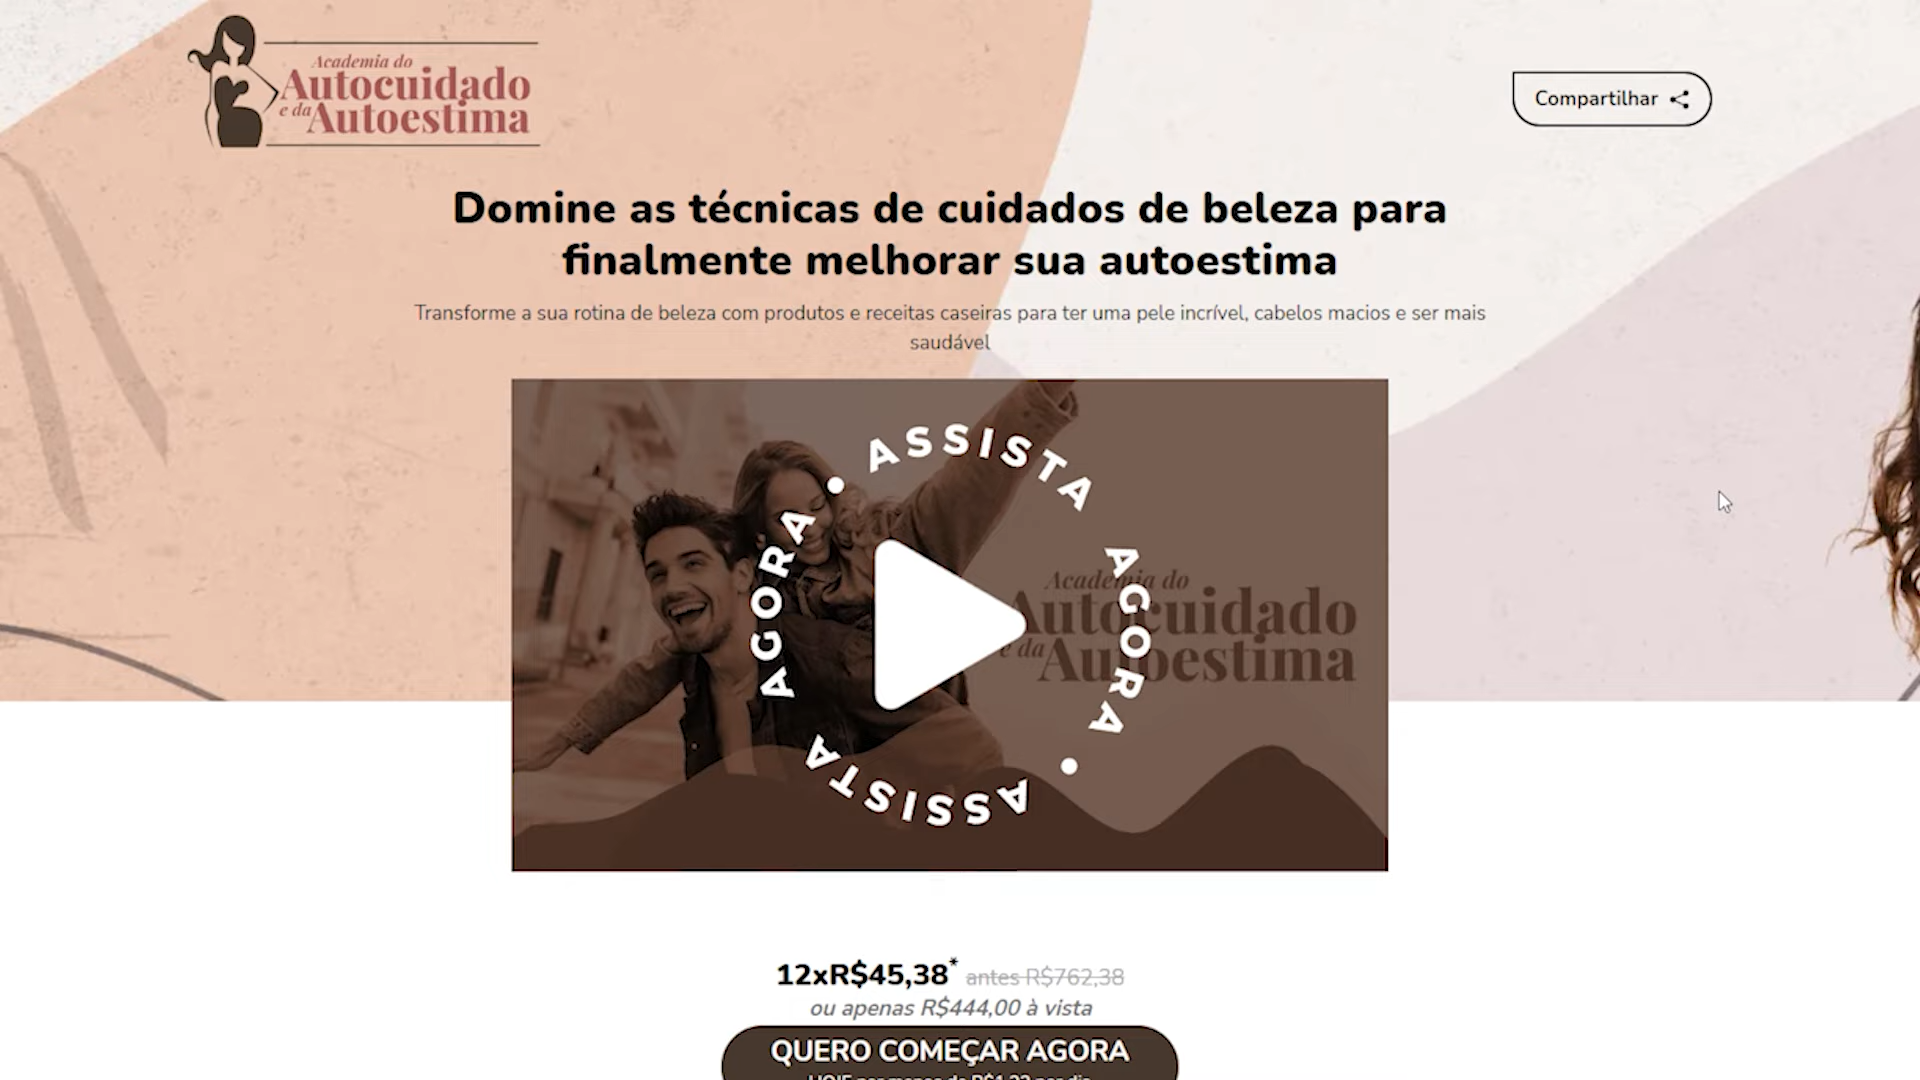 Academia do
Autocuidado
e da Autoestima
Compartilhar
Domine as técnicas de cuidados de beleza para
finalmente melhorar sua autoestima
Transforme a sua rotina de beleza com produtos e receitas caseiras para ter uma pele incrível, cabelos macios e ser mais
saudável
ASSISTA AGORA • ASSISTA AGORA •
Academia do
Autocuidado
e da Autoestima
12xR$45,38* antes R$762,38
ou apenas R$444,00 à vista
QUERO COMEÇAR AGORA